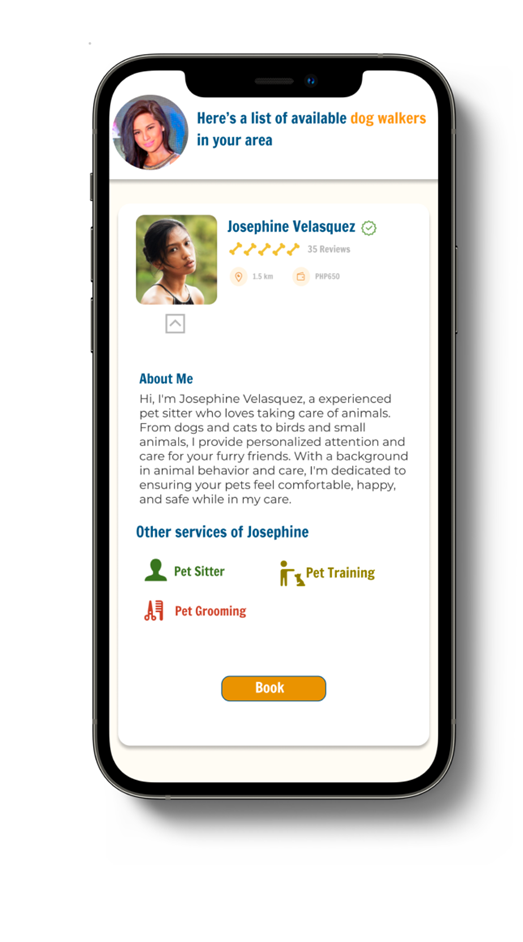 Here's a list of available dog walkers
in your area
Josephine Velasquez
35 Reviews
1.5 km
PHP650
About Me
Hi, I'm Josephine Velasquez, a experienced
pet sitter who loves taking care of animals.
From dogs and cats to birds and small
animals, I provide personalized attention and
care for your furry friends. With a background
in animal behavior and care, I'm dedicated to
ensuring your pets feel comfortable, happy,
and safe while in my care.
Other services of Josephine
Pet Sitter
Pet Training
Pet Grooming
Book